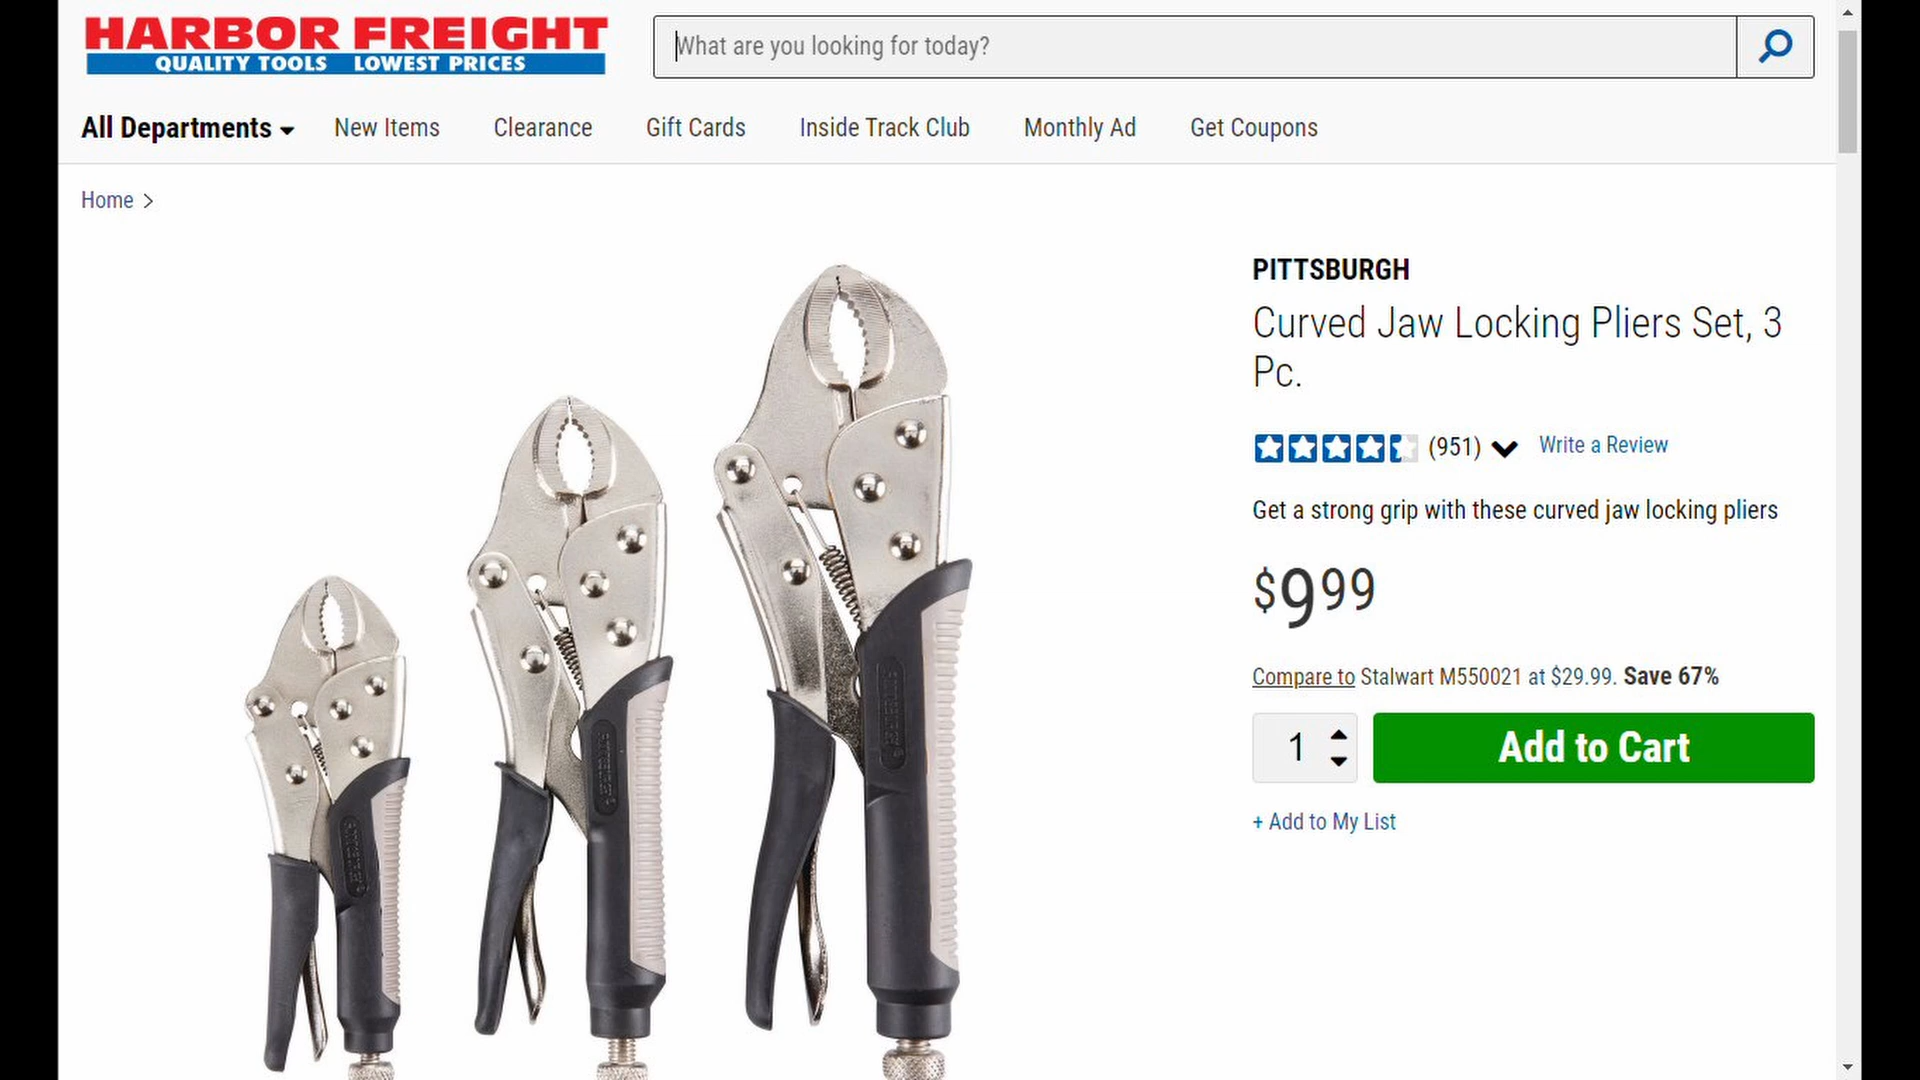 HARBOR FREIGHT
QUALITY TOOLS LOWEST PRICES
What are you looking for today?
All Departments
New Items
Clearance
Gift Cards
Inside Track Club
Monthly Ad
Get Coupons
Home >
PITTSBURGH
Curved Jaw Locking Pliers Set, 3
Pc.
(951)
Write a Review
Get a strong grip with these curved jaw locking pliers
$9 99
Compare to Stalwart M550021 at $29.99. Save 67%
1
Add to Cart
+ Add to My List